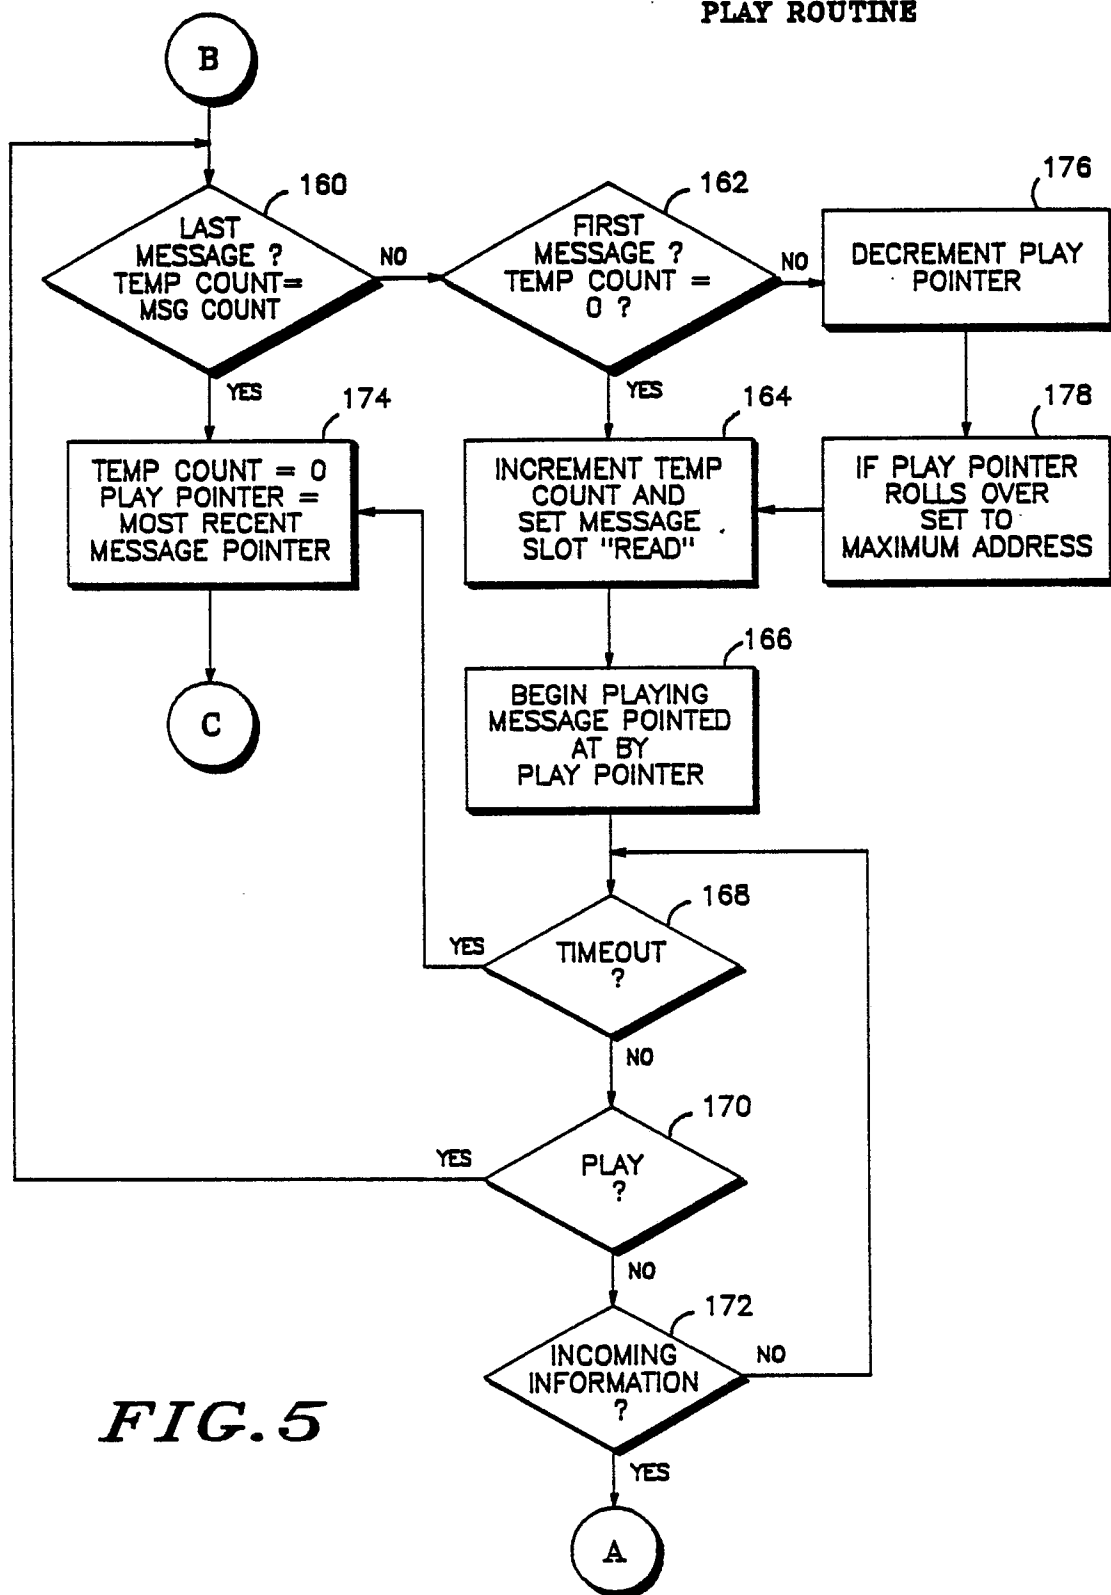 PLAY ROUTINE
B
160
LAST
MESSAGE ?
TEMP COUNT=
MSG COUNT
NO
YES
162
FIRST
MESSAGE ?
TEMP COUNT =
0 ?
NO
YES
176
DECREMENT PLAY
POINTER
174
TEMP COUNT = 0
PLAY POINTER =
MOST RECENT
MESSAGE POINTER
164
INCREMENT TEMP
COUNT AND
SET MESSAGE
SLOT "READ"
178
IF PLAY POINTER
ROLLS OVER
SET TO
MAXIMUM ADDRESS
C
166
BEGIN PLAYING
MESSAGE POINTED
AT BY
PLAY POINTER
168
TIMEOUT
?
YES
NO
170
PLAY
?
YES
NO
172
INCOMING
INFORMATION
?
NO
YES
A
FIG.5